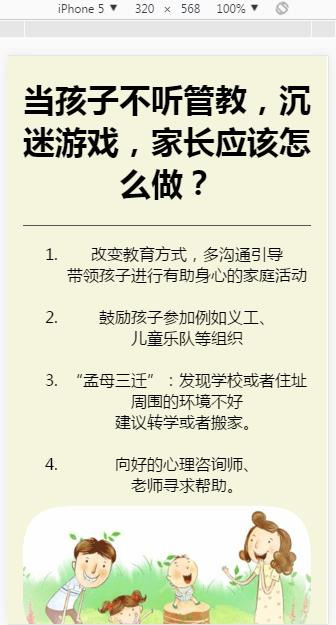 iPhone 5 ▼ 320 × 568 100% ▼
当孩子不听管教，沉
迷游戏，家长应该怎
么做？
1. 改变教育方式，多沟通引导
带领孩子进行有助身心的家庭活动
2. 鼓励孩子参加例如义工、
儿童乐队等组织
3. “孟母三迁”：发现学校或者住址
周围的环境不好
建议转学或者搬家。
4. 向好的心理咨询师、
老师寻求帮助。